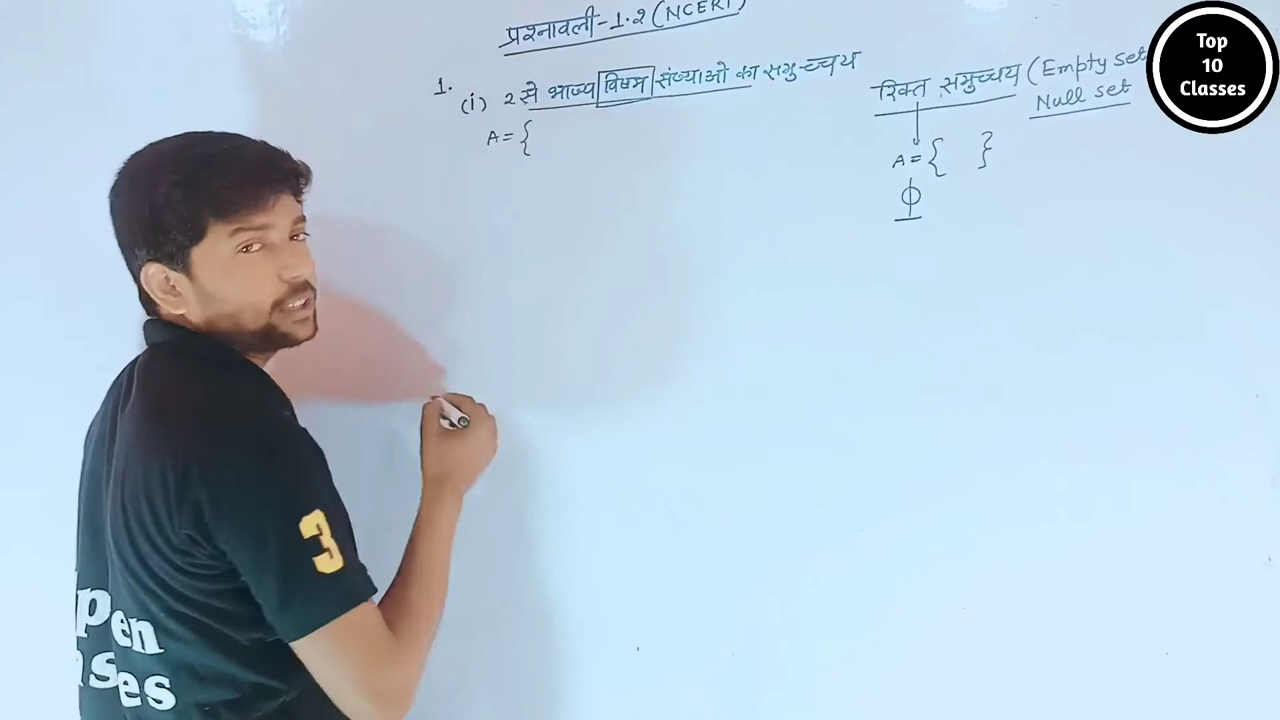 प्रश्नावली-1.2 (NCERT)
1.
(i) 2 से भाज्य विषम संख्याओं का समुच्चय
A = {
रिक्त समुच्चय (Empty set
Null set
A = { }
Φ
Top
10
Classes
3
pen
ses